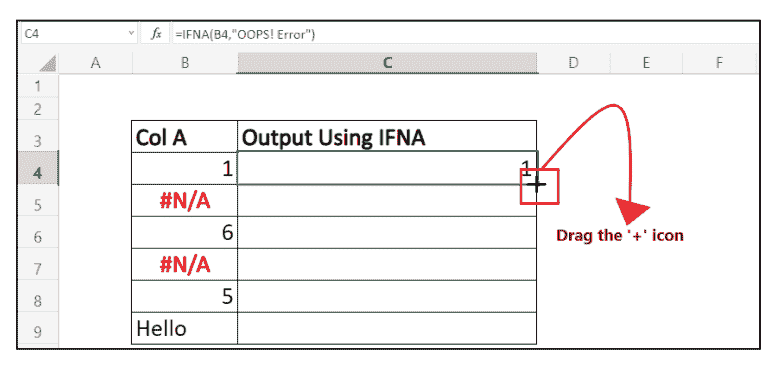 C4 fx =IFNA(B4,"OOPS! Error")
A B C D E F
1
2
3 Col A Output Using IFNA
4 1 1
5 #N/A
6 6
Drag the '+' icon
7 #N/A
8 5
9 Hello